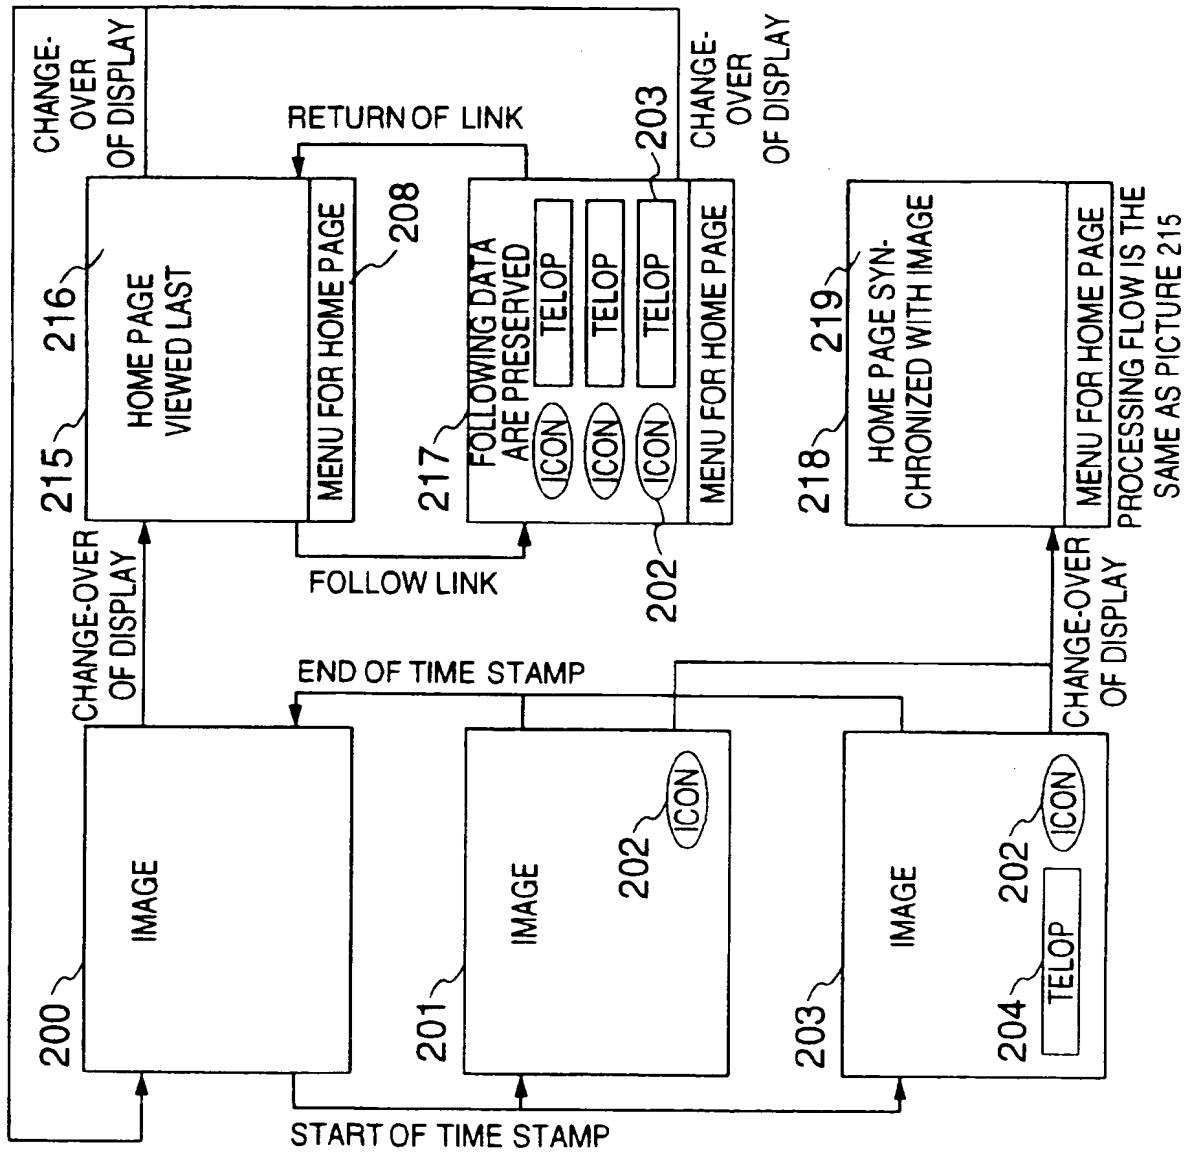 CHANGE-
OVER
OF DISPLAY
215
216
HOME PAGE
VIEWED LAST
MENU FOR HOME PAGE
208
RETURN OF LINK
FOLLOW LINK
217
FOLLOWING DATA
ARE PRESERVED
ICON
TELOP
ICON
TELOP
ICON
TELOP
202
203
MENU FOR HOME PAGE
CHANGE-
OVER
OF DISPLAY
218
219
HOME PAGE SYN-
CHRONIZED WITH IMAGE
MENU FOR HOME PAGE
PROCESSING FLOW IS THE
SAME AS PICTURE 215
CHANGE-OVER
OF DISPLAY
200
IMAGE
END OF TIME STAMP
START OF TIME STAMP
201
IMAGE
202
ICON
203
IMAGE
204
TELOP
202
ICON
CHANGE-OVER
OF DISPLAY